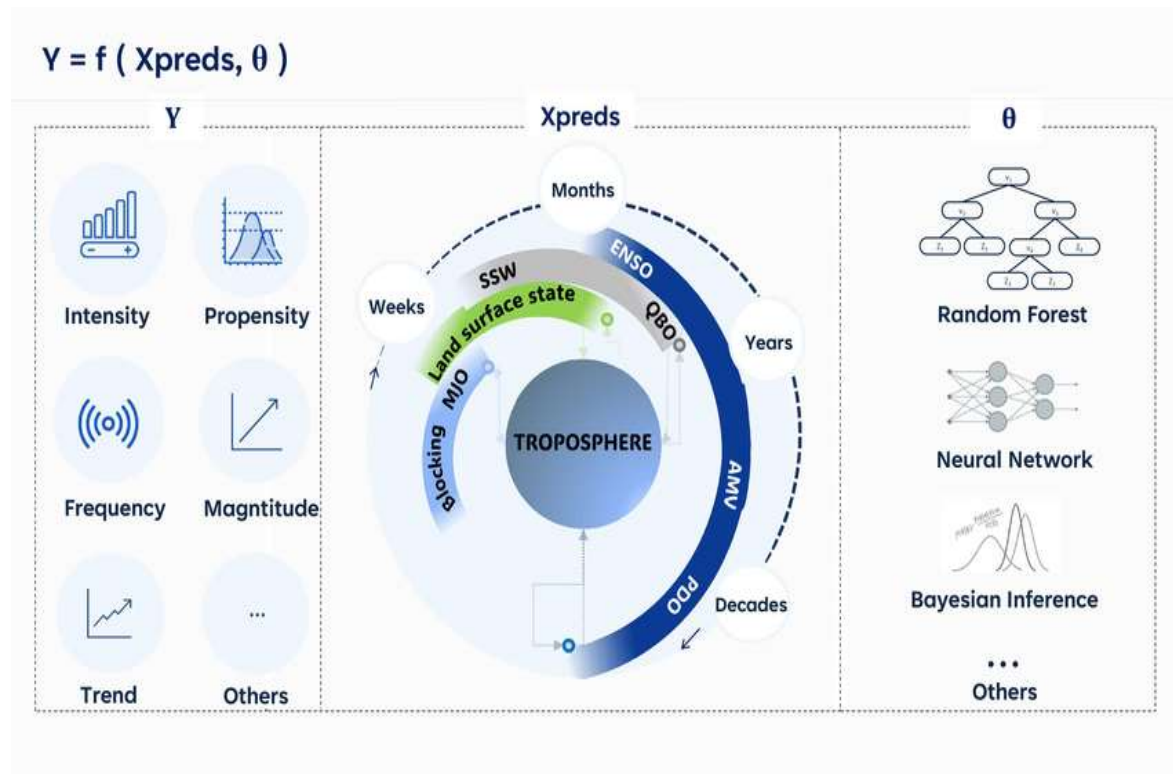 Y = f ( Xpreds, θ )
Y
Xpreds
θ
Intensity
Propensity
Frequency
Magntitude
Trend
...
Others
Months
Weeks
Years
Decades
SSW
ENSO
QBO
Land surface state
MJO
Blocking
AMV
PDO
TROPOSPHERE
Random Forest
Neural Network
Bayesian Inference
...
Others